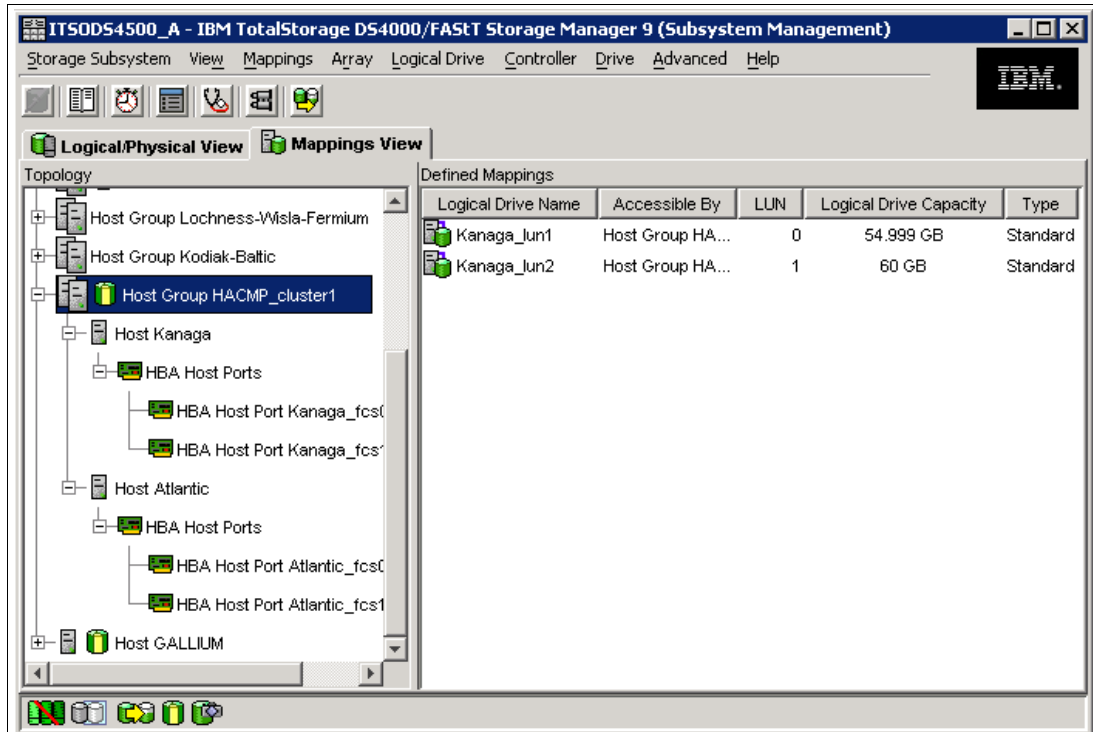 ITSODS4500_A - IBM TotalStorage DS4000/FAStT Storage Manager 9 (Subsystem Management)
Storage Subsystem View Mappings Array Logical Drive Controller Drive Advanced Help
IBM.
Logical/Physical View Mappings View
Topology
Host Group Lochness-Wisla-Fermium
Host Group Kodiak-Baltic
Host Group HACMP_cluster1
Host Kanaga
HBA Host Ports
HBA Host Port Kanaga_fcs0
HBA Host Port Kanaga_fcs1
Host Atlantic
HBA Host Ports
HBA Host Port Atlantic_fcs0
HBA Host Port Atlantic_fcs1
Host GALLIUM
Defined Mappings
Logical Drive Name Accessible By LUN Logical Drive Capacity Type
Kanaga_lun1 Host Group HA... 0 54.999 GB Standard
Kanaga_lun2 Host Group HA... 1 60 GB Standard